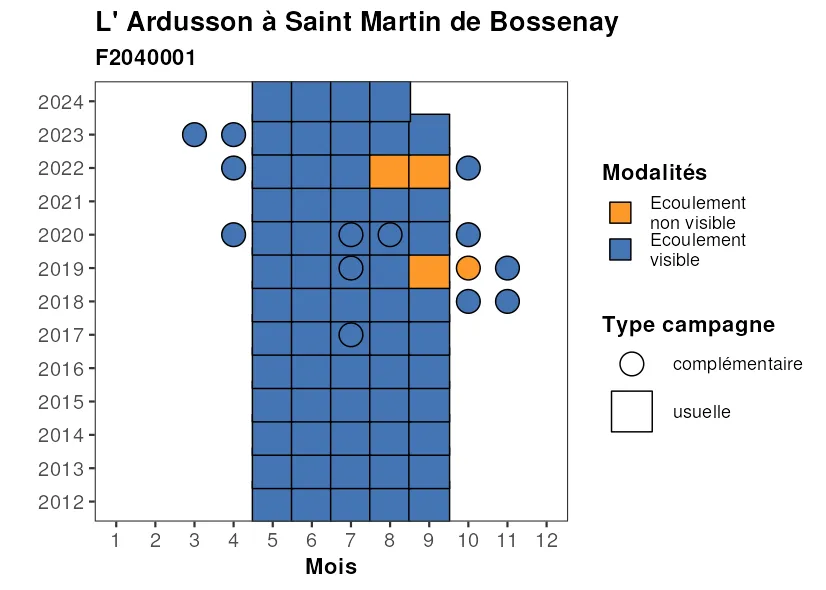 L' Ardusson à Saint Martin de Bossenay
F2040001
2024
2023
2022
2021
2020
2019
2018
2017
2016
2015
2014
2013
2012
1 2 3 4 5 6 7 8 9 10 11 12
Mois
Modalités
Ecoulement
non visible
Ecoulement
visible
Type campagne
complémentaire
usuelle